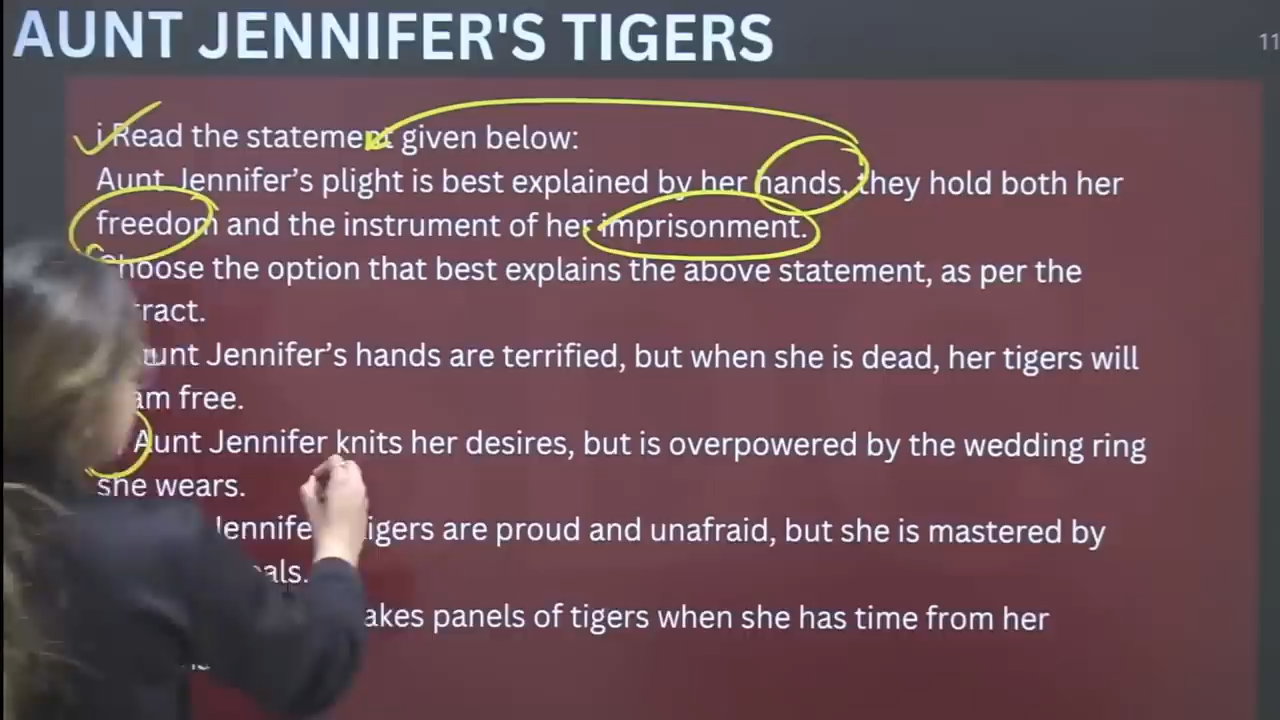 AUNT JENNIFER'S TIGERS
11
i Read the statement given below:
Aunt Jennifer's plight is best explained by her hands, they hold both her
freedom and the instrument of her imprisonment.
Choose the option that best explains the above statement, as per the
tract.
Aunt Jennifer's hands are terrified, but when she is dead, her tigers will
am free.
Aunt Jennifer knits her desires, but is overpowered by the wedding ring
she wears.
Jennife tigers are proud and unafraid, but she is mastered by
als.
akes panels of tigers when she has time from her